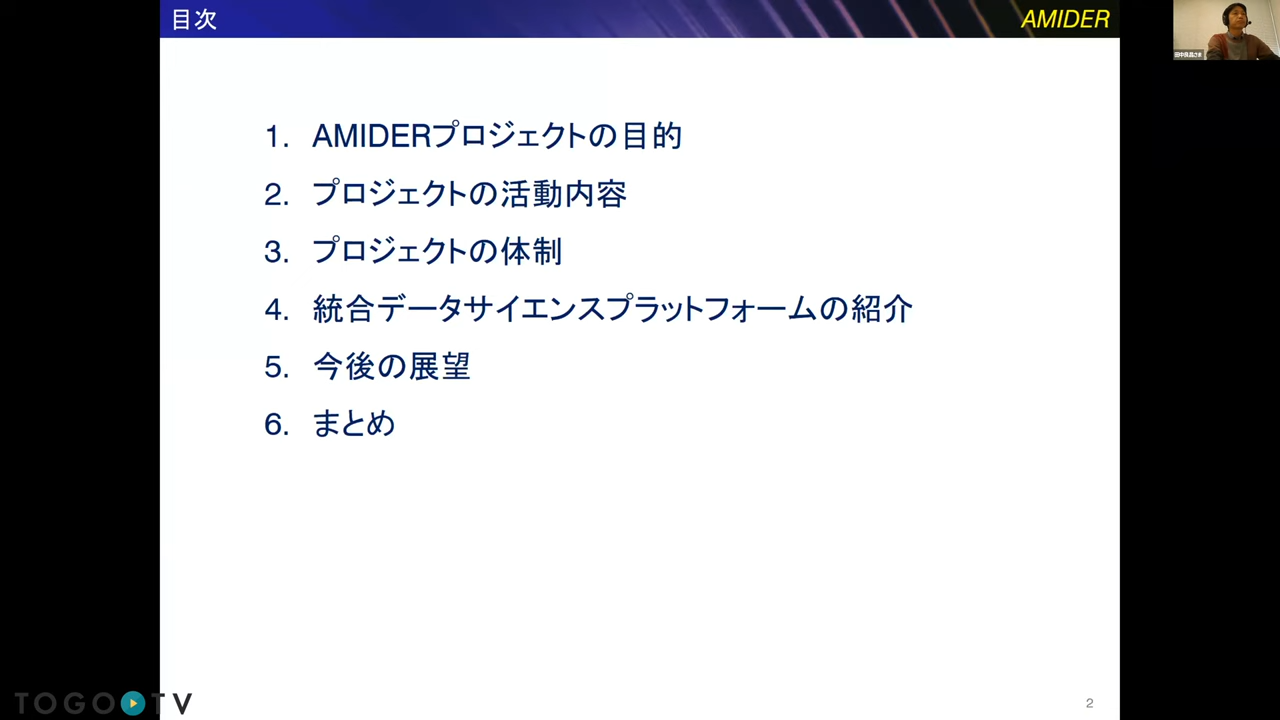 目次
AMIDER
1. AMIDERプロジェクトの目的
2. プロジェクトの活動内容
3. プロジェクトの体制
4. 統合データサイエンスプラットフォームの紹介
5. 今後の展望
6. まとめ
TOGO TV
2